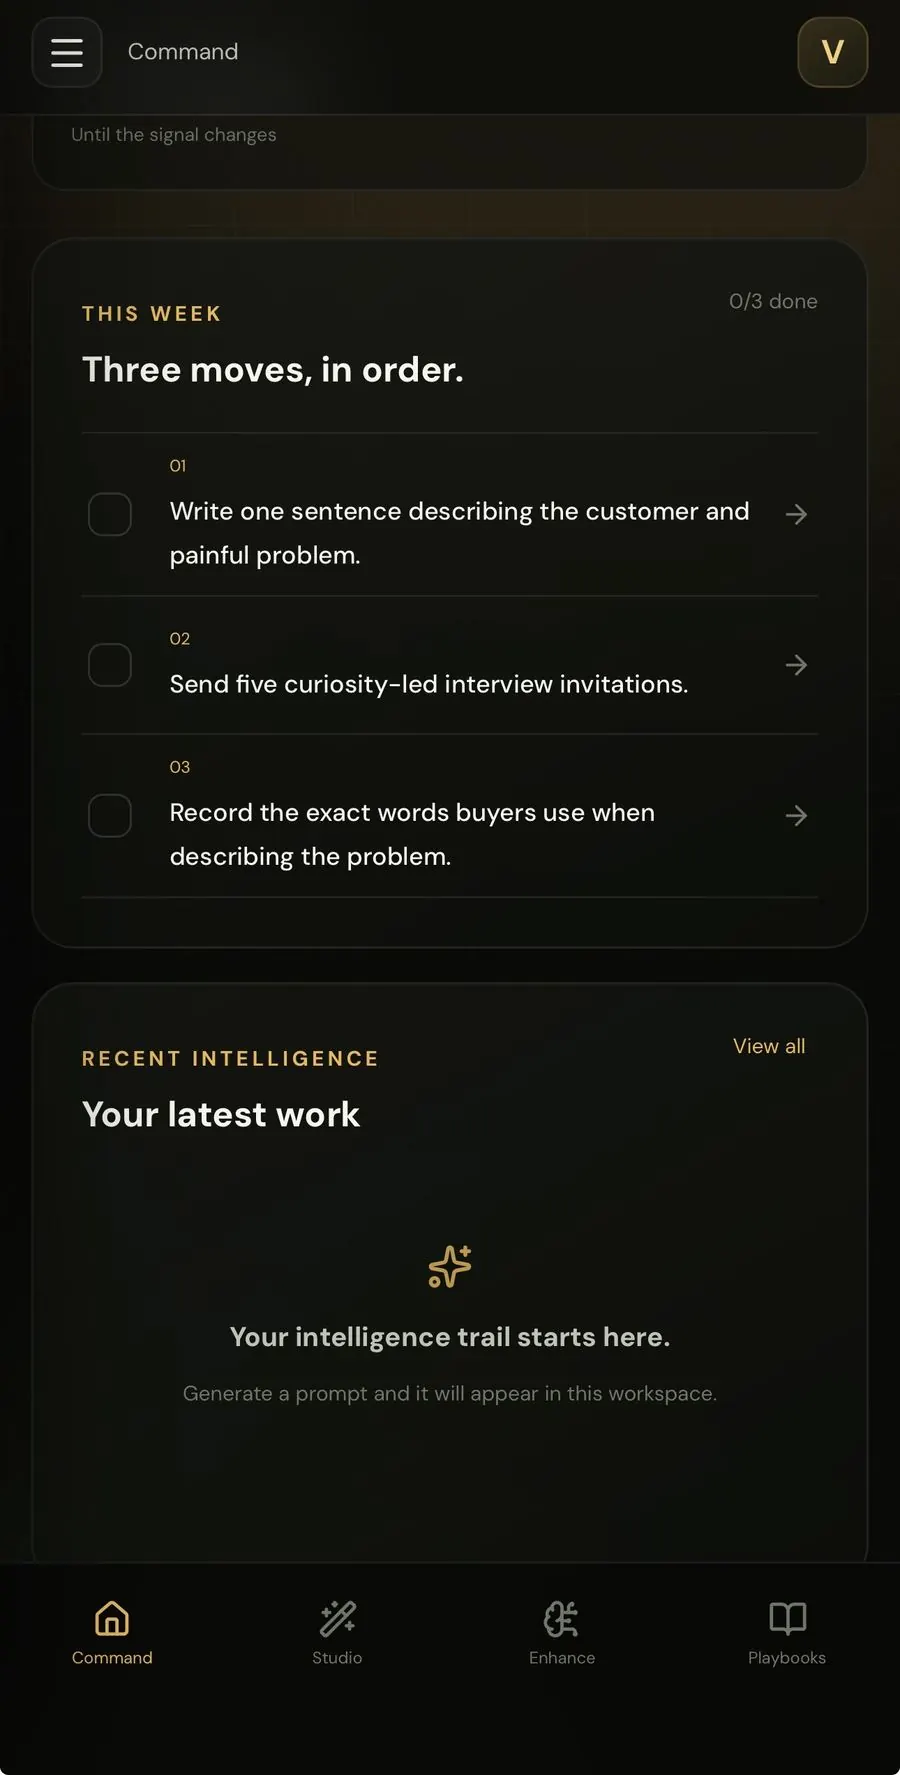 Command
V
Until the signal changes
THIS WEEK
0/3 done
Three moves, in order.
01
Write one sentence describing the customer and
painful problem.
02
Send five curiosity-led interview invitations.
03
Record the exact words buyers use when
describing the problem.
RECENT INTELLIGENCE
View all
Your latest work
Your intelligence trail starts here.
Generate a prompt and it will appear in this workspace.
Command
Studio
Enhance
Playbooks